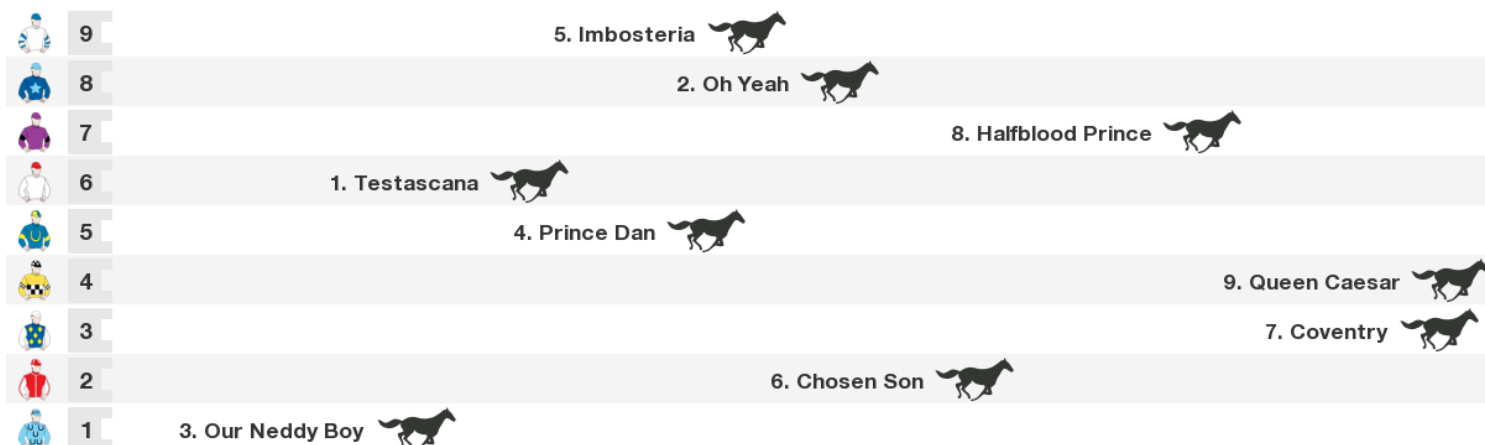 9 5. Imbosteria
8 2. Oh Yeah
7 8. Halfblood Prince
6 1. Testascana
5 4. Prince Dan
4 9. Queen Caesar
3 7. Coventry
2 6. Chosen Son
1 3. Our Neddy Boy